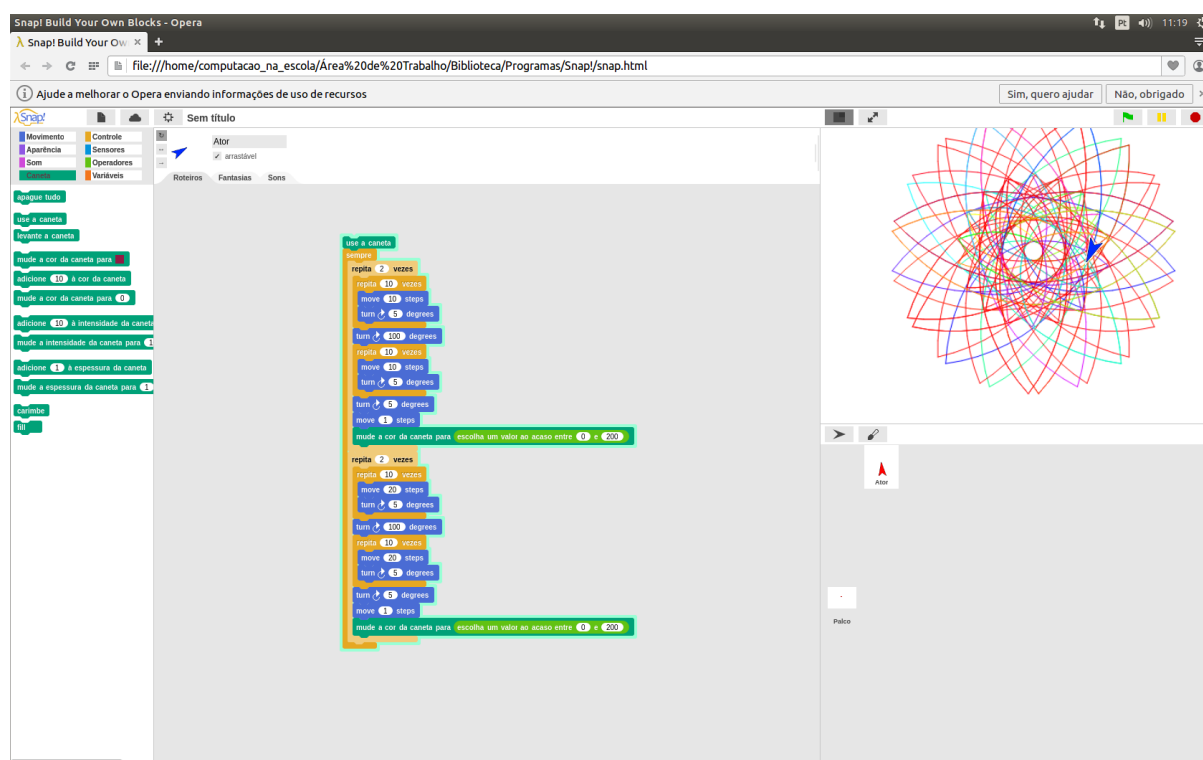 Snap! Build Your Own Blocks - Opera
Pt 11:19
Snap! Build Your Ow × +
file:///home/computacao_na_escola/Área%20de%20Trabalho/Biblioteca/Programas/Snap!/snap.html
Ajude a melhorar o Opera enviando informações de uso de recursos
Sim, quero ajudar
Não, obrigado
Snap!
Sem título
Movimento
Controle
Aparência
Sensores
Som
Operadores
Caneta
Variáveis
Ator
arrastável
Roteiros
Fantasias
Sons
apague tudo
use a caneta
levante a caneta
mude a cor da caneta para
adicione 10 à cor da caneta
mude a cor da caneta para 0
adicione 10 à intensidade da caneta
mude a intensidade da caneta para 1
adicione 1 à espessura da caneta
mude a espessura da caneta para 1
carimbe
fill
use a caneta
sempre
repita 2 vezes
repita 10 vezes
move 10 steps
turn 5 degrees
turn 100 degrees
repita 10 vezes
move 10 steps
turn 5 degrees
turn 5 degrees
move 1 steps
mude a cor da caneta para escolha um valor ao acaso entre 0 e 200
repita 2 vezes
repita 10 vezes
move 20 steps
turn 5 degrees
turn 100 degrees
repita 10 vezes
move 20 steps
turn 5 degrees
turn 5 degrees
move 1 steps
mude a cor da caneta para escolha um valor ao acaso entre 0 e 200
Ator
Palco